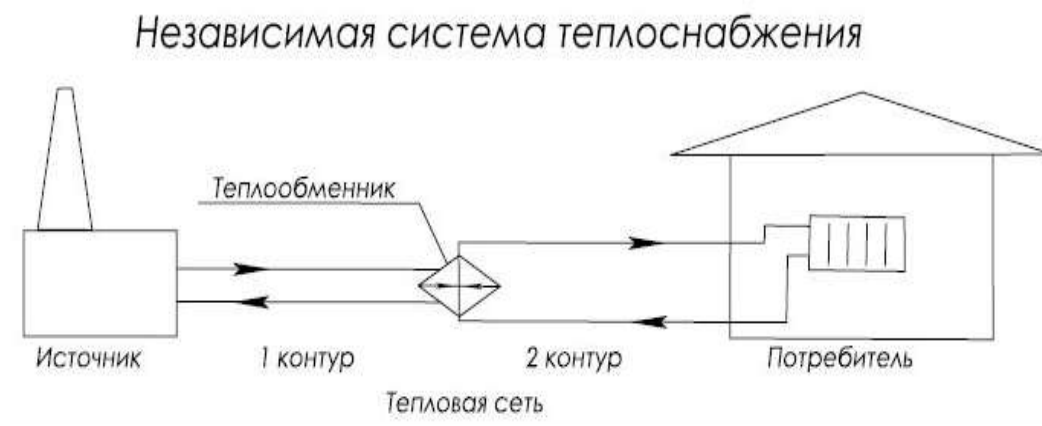 Независимая система теплоснабжения
Теплообменник
Источник
1 контур
2 контур
Потребитель
Тепловая сеть